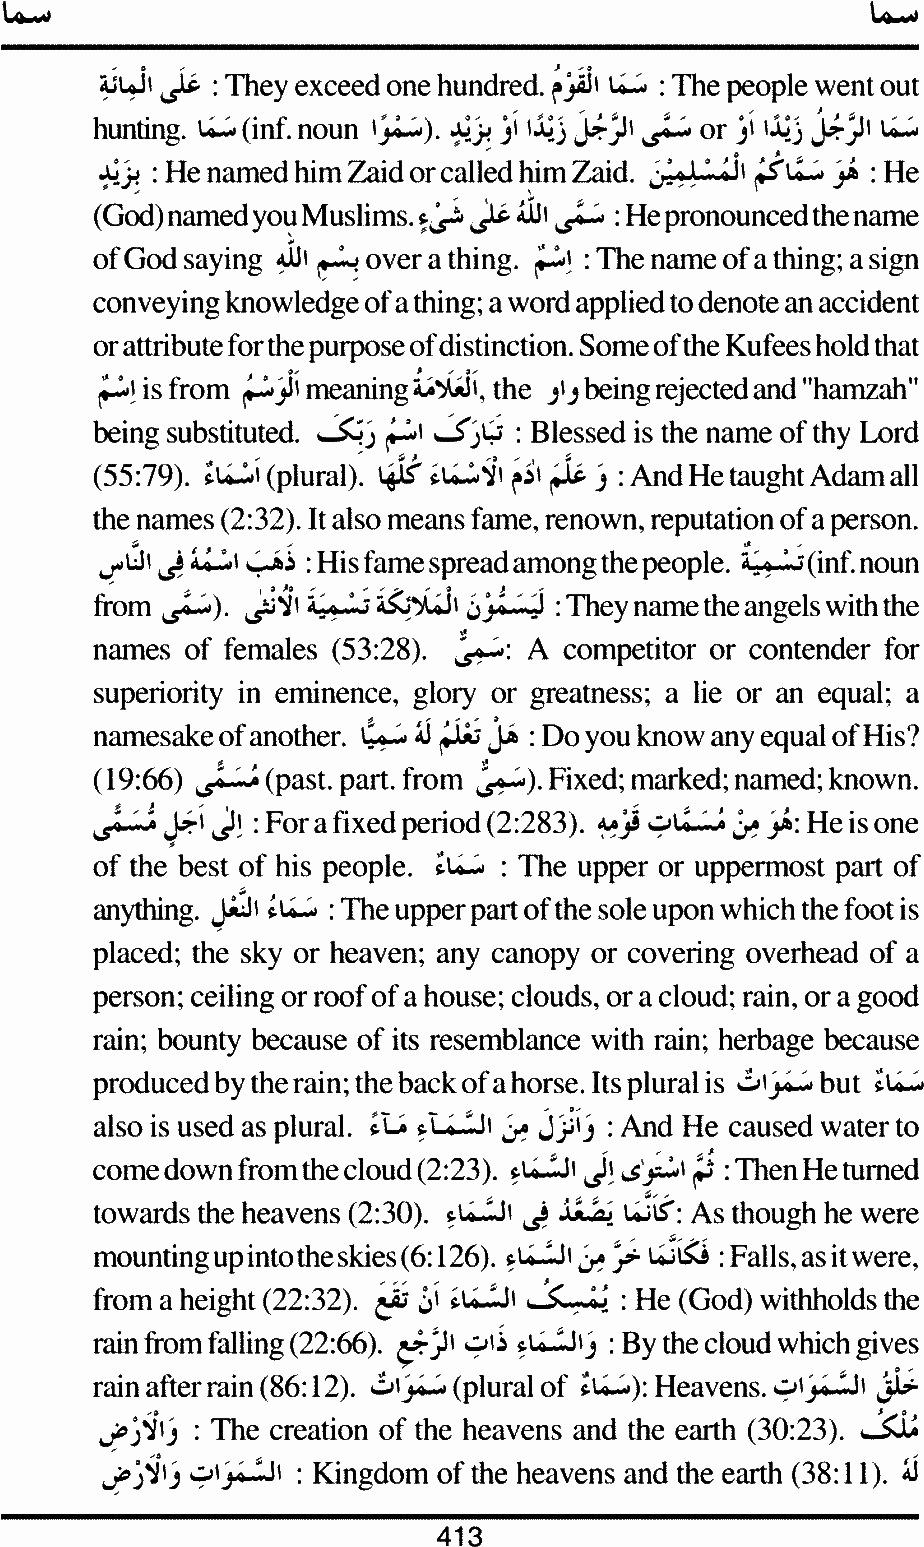 سما سما
عَلَى الْمِائَةِ : They exceed one hundred. سَمَا الْقَوْمُ : The people went out
hunting. سَمَا (inf. noun سُمُوًّا). سَمَّى الرَّجُلَ زَيْدًا اَوْ بِزَيْدٍ or سَمَا الرَّجُلَ زَيْدًا اَوْ
بِزَيْدٍ : He named him Zaid or called him Zaid. هُوَ سَمَّاكُمُ الْمُسْلِمِيْنَ : He
(God) named you Muslims. سَمَّى اللّٰهُ عَلٰى شَىْءٍ : He pronounced the name
of God saying بِسْمِ اللّٰهِ over a thing. اِسْمٌ : The name of a thing; a sign
conveying knowledge of a thing; a word applied to denote an accident
or attribute for the purpose of distinction. Some of the Kufees hold that
اِسْمٌ is from اَلْوَسْمُ meaning اَلْعَلَامَةُ, the واو being rejected and "hamzah"
being substituted. تَبَارَكَ اسْمُ رَبِّكَ : Blessed is the name of thy Lord
(55:79). اَسْمَاءٌ (plural). وَ عَلَّمَ اٰدَمَ الْاَسْمَاءَ كُلَّهَا : And He taught Adam all
the names (2:32). It also means fame, renown, reputation of a person.
ذَهَبَ اسْمُهُ فِى النَّاسِ : His fame spread among the people. تَسْمِيَةٌ (inf. noun
from سَمَّى). لَيُسَمُّوْنَ الْمَلَائِكَةَ تَسْمِيَةَ الْاُنْثٰى : They name the angels with the
names of females (53:28). سَمِىٌّ: A competitor or contender for
superiority in eminence, glory or greatness; a lie or an equal; a
namesake of another. هَلْ تَعْلَمُ لَهُ سَمِيًّا : Do you know any equal of His?
(19:66) مُسَمًّى (past. part. from سَمِىٌّ). Fixed; marked; named; known.
اِلٰى اَجَلٍ مُسَمًّى : For a fixed period (2:283). هُوَ مِنْ مُسَمَّاتِ قَوْمِهِ: He is one
of the best of his people. سَمَاءٌ : The upper or uppermost part of
anything. سَمَاءُ النَّعْلِ : The upper part of the sole upon which the foot is
placed; the sky or heaven; any canopy or covering overhead of a
person; ceiling or roof of a house; clouds, or a cloud; rain, or a good
rain; bounty because of its resemblance with rain; herbage because
produced by the rain; the back of a horse. Its plural is سَمٰوَاتٌ but سَمَاءٌ
also is used as plural. وَاَنْزَلَ مِنَ السَّمَآءِ مَآءً : And He caused water to
come down from the cloud (2:23). ثُمَّ اسْتَوٰى اِلَى السَّمَاءِ : Then He turned
towards the heavens (2:30). كَاَنَّمَا يَصَّعَّدُ فِى السَّمَاءِ: As though he were
mounting up into the skies (6:126). فَكَاَنَّمَا خَرَّ مِنَ السَّمَاءِ : Falls, as it were,
from a height (22:32). يُمْسِكُ السَّمَاءَ اَنْ تَقَعَ : He (God) withholds the
rain from falling (22:66). وَالسَّمَاءِ ذَاتِ الرَّجْعِ : By the cloud which gives
rain after rain (86:12). سَمٰوَاتٌ (plural of سَمَاءٌ): Heavens. خَلْقُ السَّمٰوَاتِ
وَالْاَرْضِ : The creation of the heavens and the earth (30:23). لَهُ مُلْكُ
السَّمٰوَاتِ وَالْاَرْضِ : Kingdom of the heavens and the earth (38:11).
413